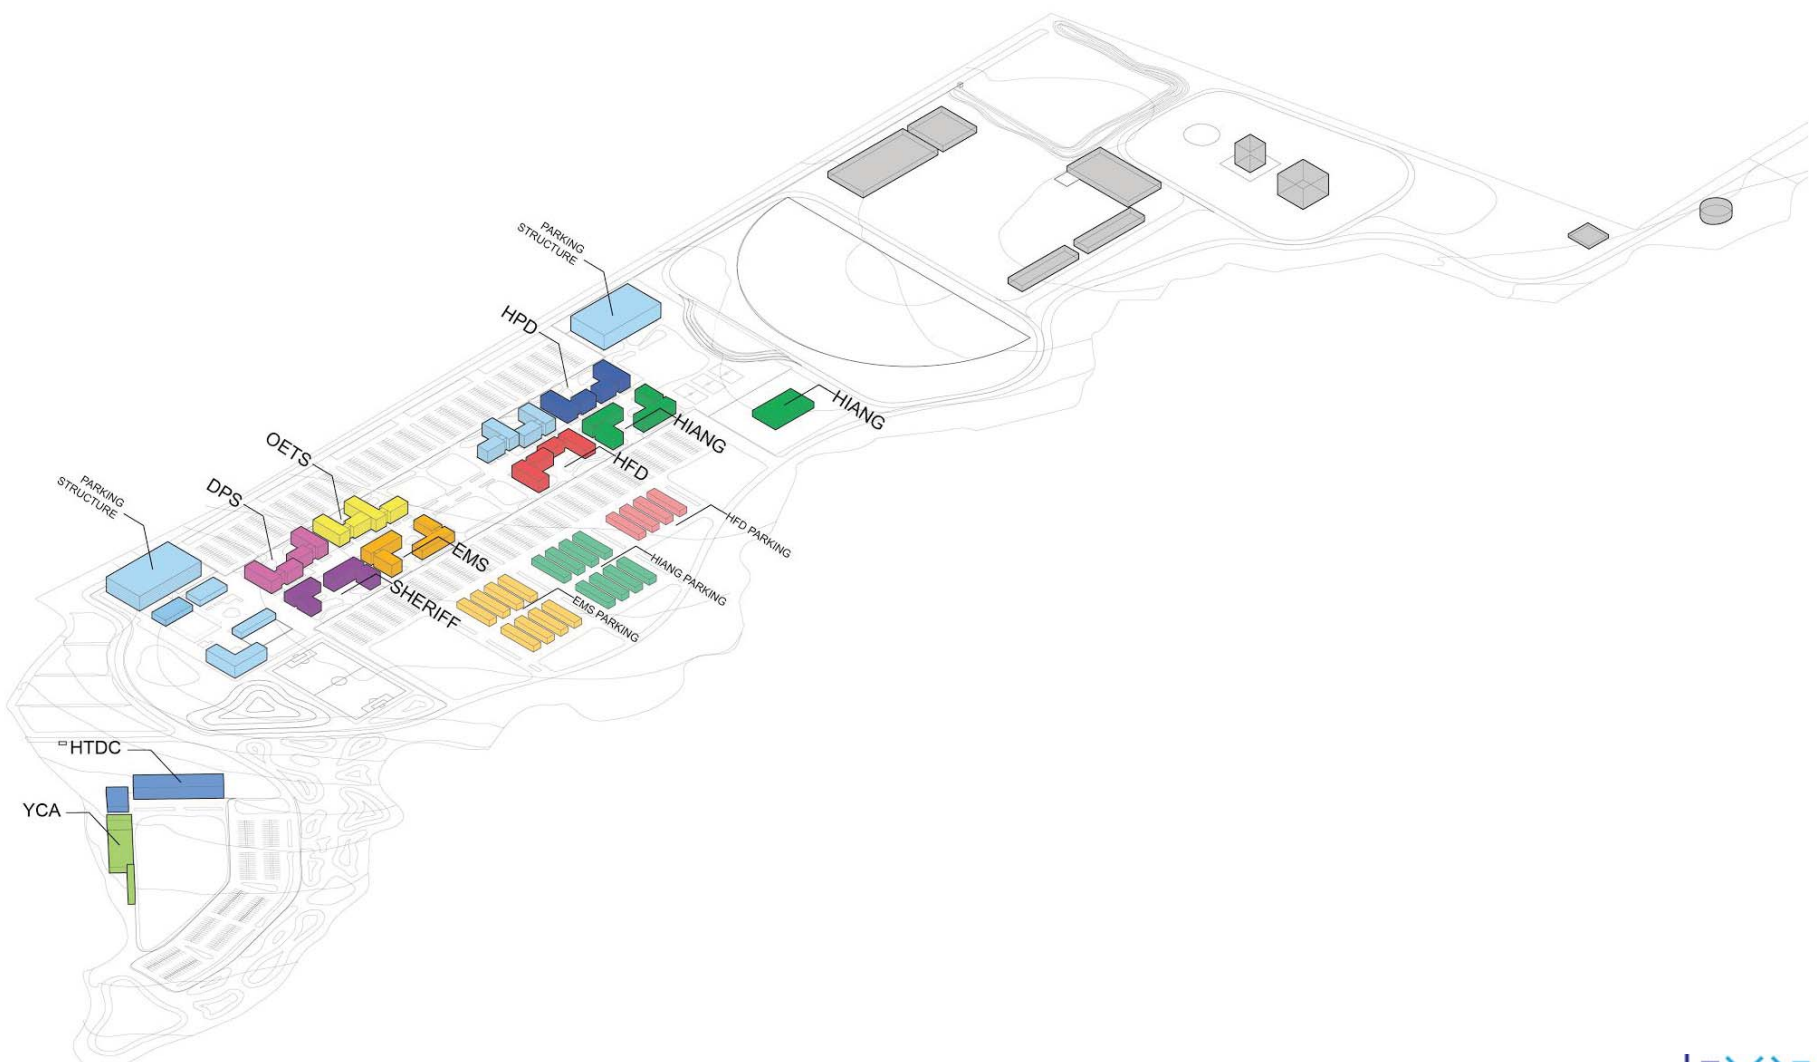 PARKING
STRUCTURE
HPD
HIANG
HIANG
HFD
OETS
DPS
PARKING
STRUCTURE
EMS
SHERIFF
HFD PARKING
HIANG PARKING
EMS PARKING
HTDC
YCA